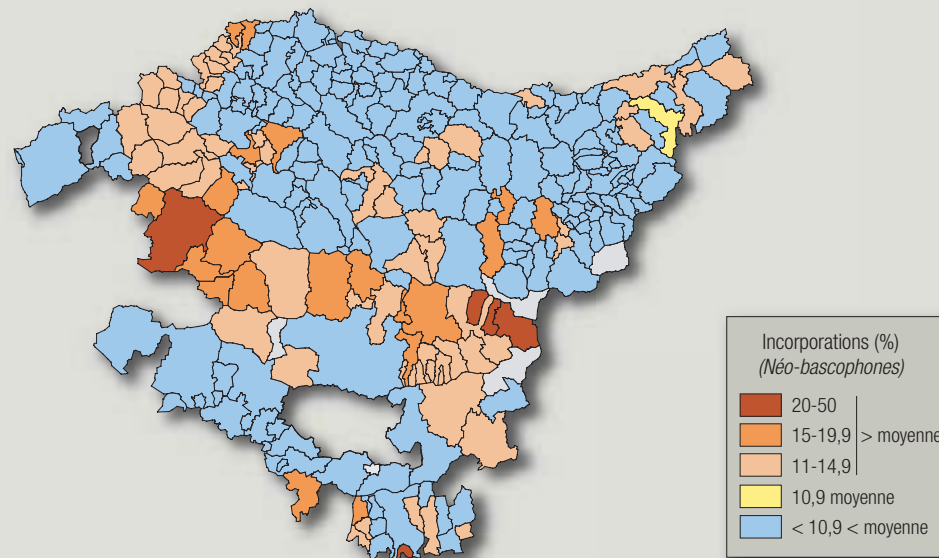 Incorporations (%)
(Néo-bascophones)
20-50
15-19,9 > moyenne
11-14,9
10,9 moyenne
< 10,9 < moyenne